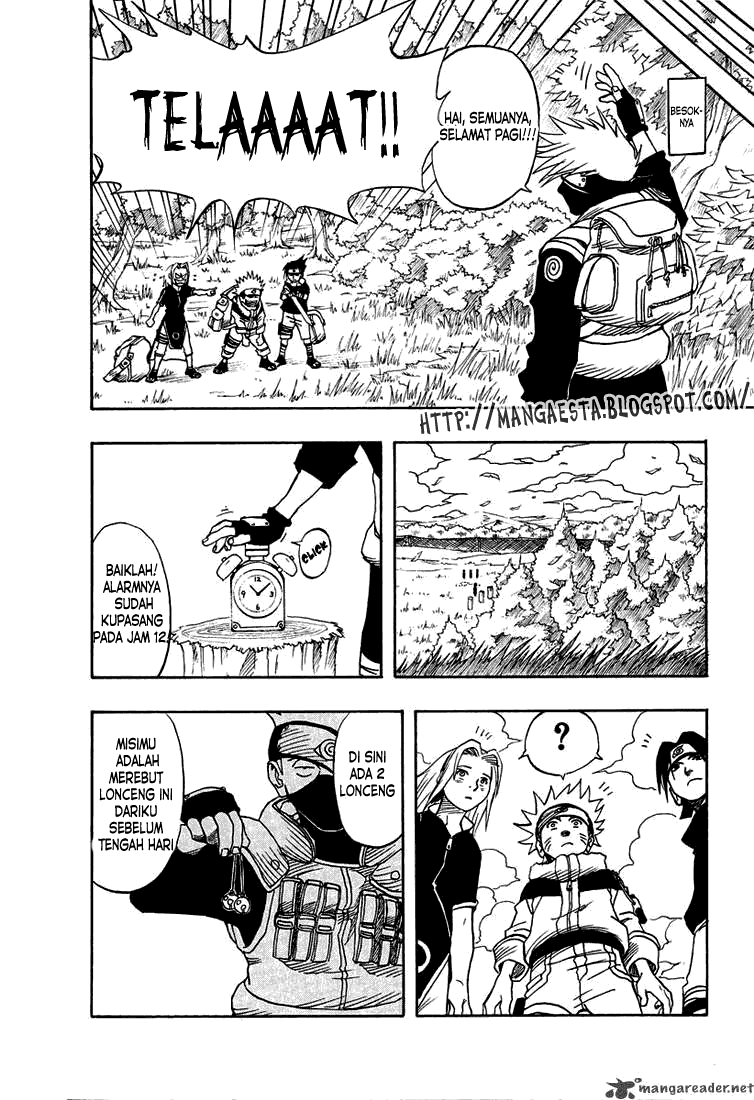 BESOK-
NYA
HAI, SEMUANYA,
SELAMAT PAGI!!!
TELAAAAT!!
HTTP://MANGAESTA.BLOGSPOT.COM/_
CLICK
BAIKLAH!
ALARMNYA
SUDAH
KUPASANG
PADA JAM 12.
?
DI SINI
ADA 2
LONCENG
MISIMU
ADALAH
MEREBUT
LONCENG INI
DARIKU
SEBELUM
TENGAH HARI
mangareader.net